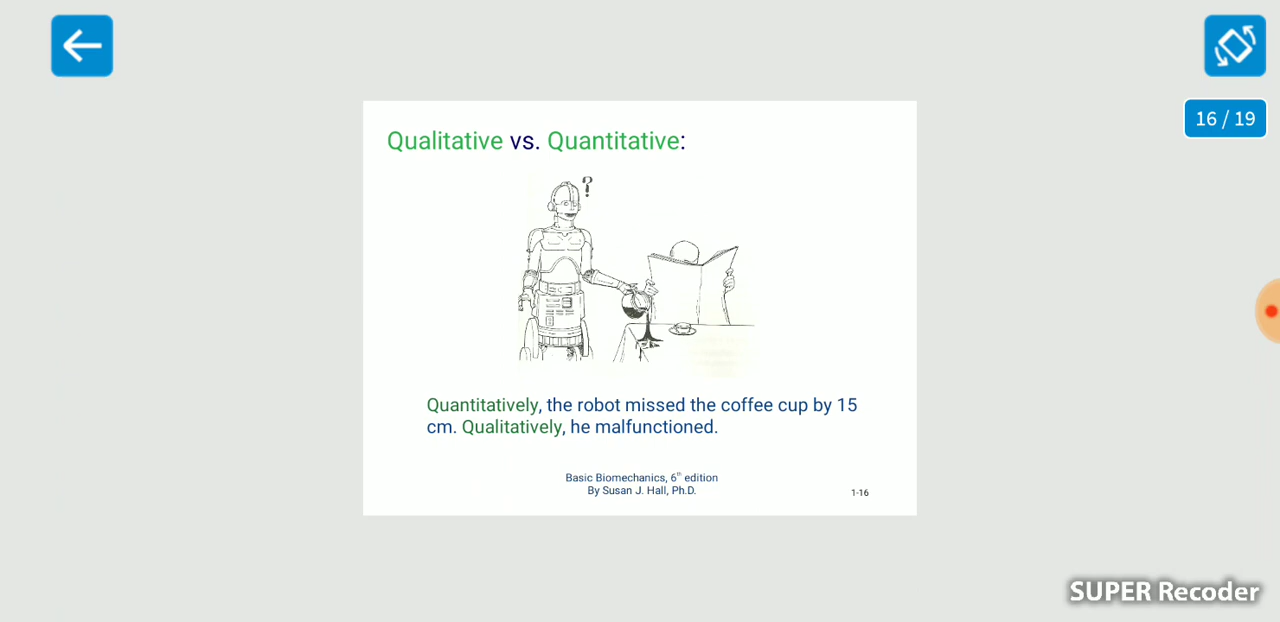 16 / 19
Qualitative vs. Quantitative:
?
Quantitatively, the robot missed the coffee cup by 15
cm. Qualitatively, he malfunctioned.
Basic Biomechanics, 6th edition
By Susan J. Hall, Ph.D.
1-16
SUPER Recoder